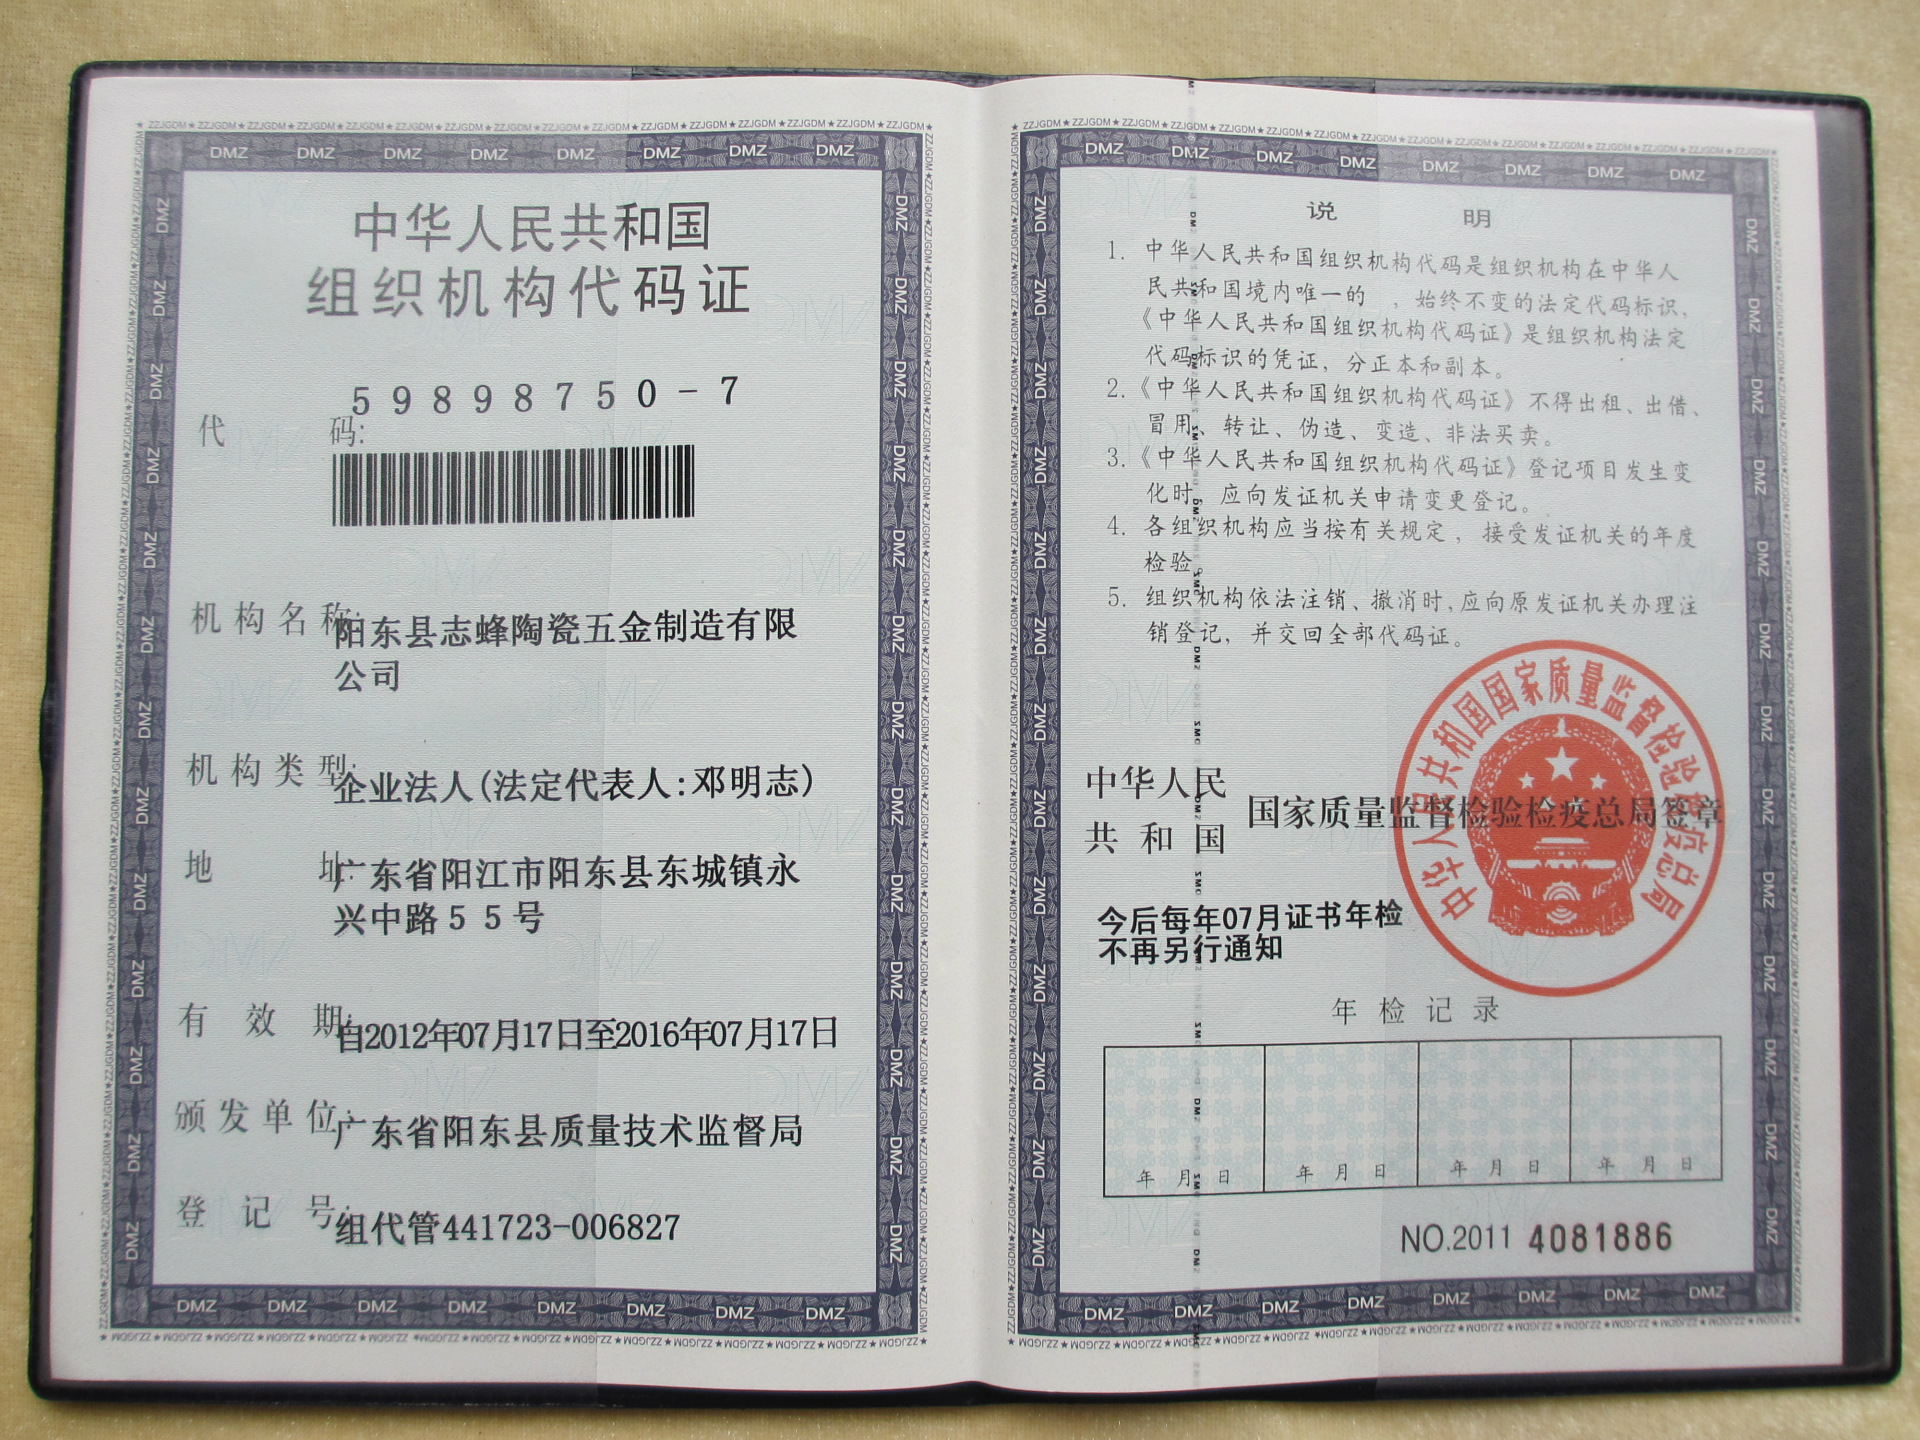 中华人民共和国
组织机构代码证
代 码:
59898750-7
机构名称:
阳东县志蜂陶瓷五金制造有限
公司
机构类型:
企业法人(法定代表人:邓明志)
地 址:
广东省阳江市阳东县东城镇永
兴中路55号
有效期:
自2012年07月17日至2016年07月17日
颁发单位:
广东省阳东县质量技术监督局
登记号:
组代管441723-006827
说 明
1. 中华人民共和国组织机构代码是组织机构在中华人
民共和国境内唯一的 ,始终不变的法定代码标识,
《中华人民共和国组织机构代码证》是组织机构法定
代码标识的凭证,分正本和副本。
2.《中华人民共和国组织机构代码证》不得出租、出借、
冒用、转让、伪造、变造、非法买卖。
3.《中华人民共和国组织机构代码证》登记项目发生变
化时,应向发证机关申请变更登记。
4. 各组织机构应当按有关规定,接受发证机关的年度
检验。
5. 组织机构依法注销、撤消时,应向原发证机关办理注
销登记,并交回全部代码证。
中华人民
共和国
国家质量监督检验检疫总局签章
中华人民共和国国家质量监督检验检疫总局
今后每年07月证书年检
不再另行通知
年检记录
年 月 日 年 月 日 年 月 日 年 月 日
NO.2011 4081886